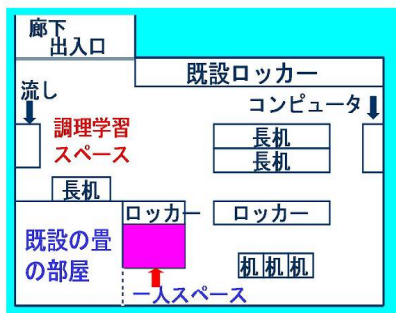 廊下
出入口
既設ロッカー
流し
コンピュータ
調理学習
スペース
長机
長机
長机
ロッカー
ロッカー
既設の畳
の部屋
机机机
一人スペース